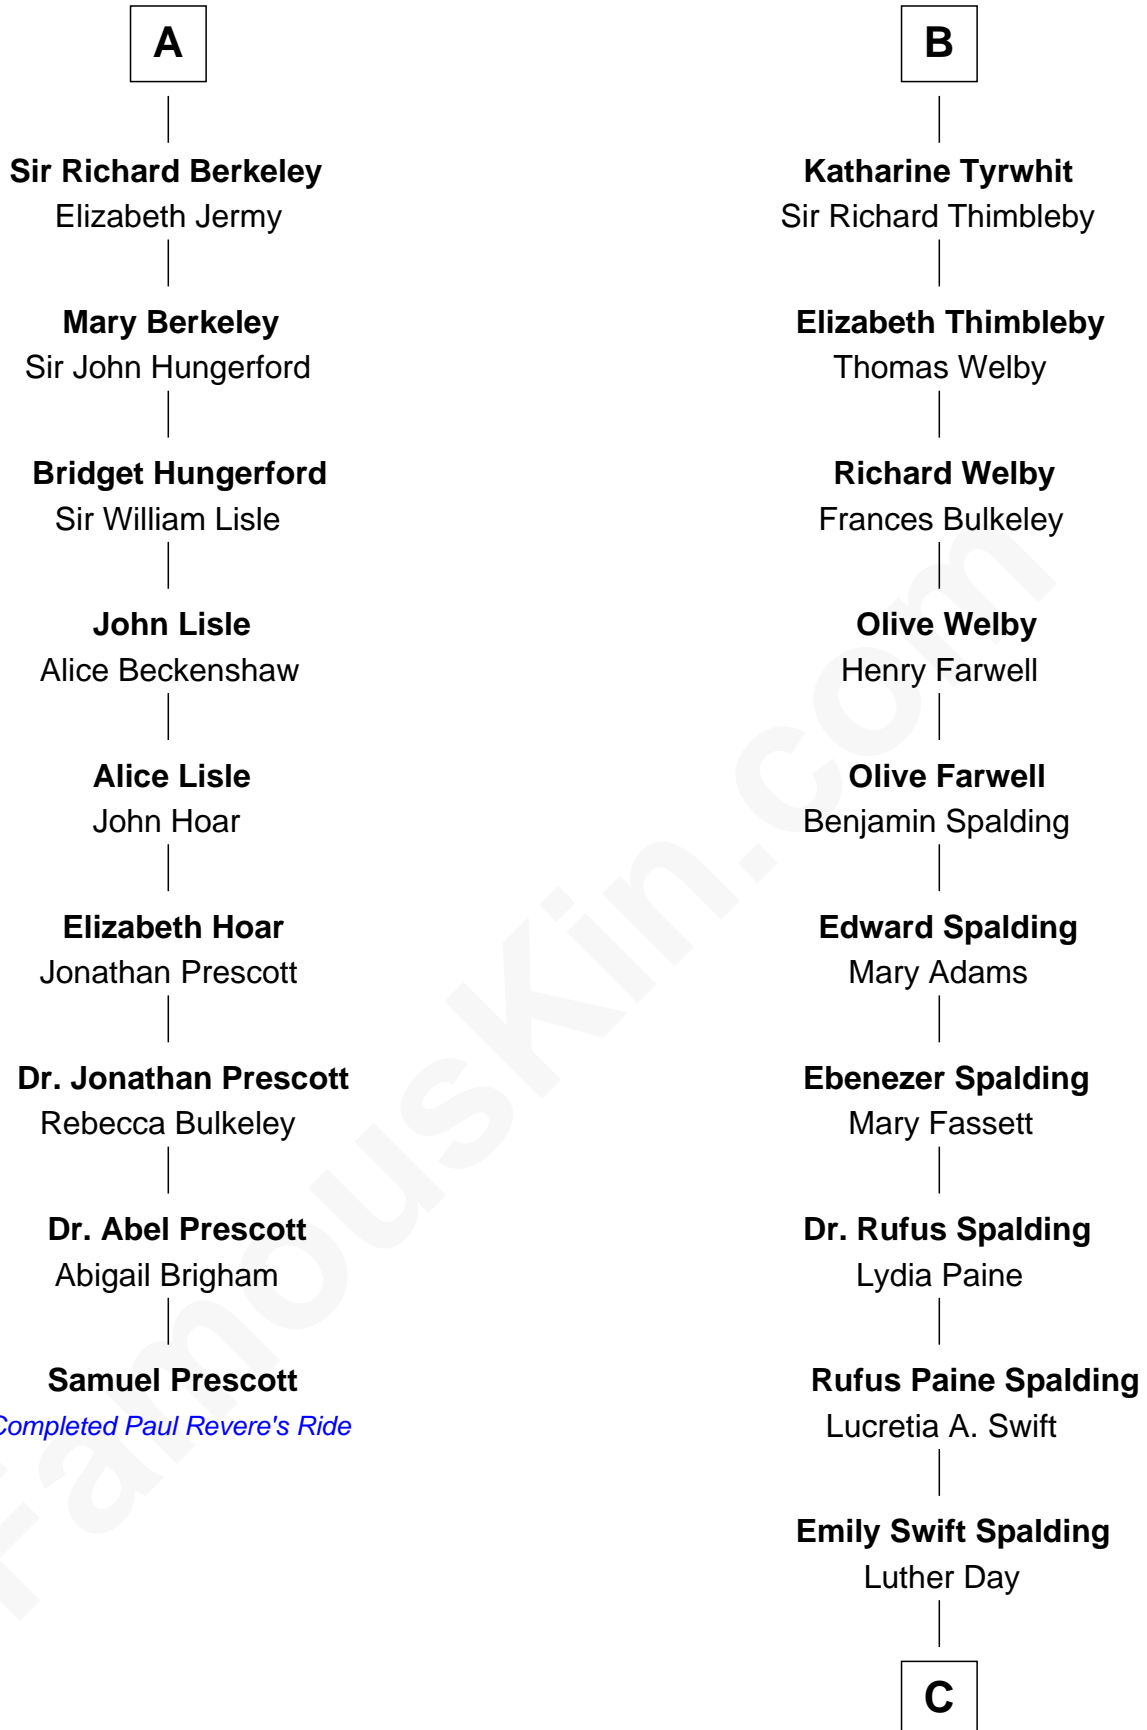 A
Sir Richard Berkeley
Elizabeth Jermy
Mary Berkeley
Sir John Hungerford
Bridget Hungerford
Sir William Lisle
John Lisle
Alice Beckenshaw
Alice Lisle
John Hoar
Elizabeth Hoar
Jonathan Prescott
Dr. Jonathan Prescott
Rebecca Bulkeley
Dr. Abel Prescott
Abigail Brigham
Samuel Prescott
Completed Paul Revere's Ride
B
Katharine Tyrwhit
Sir Richard Thimbleby
Elizabeth Thimbleby
Thomas Welby
Richard Welby
Frances Bulkeley
Olive Welby
Henry Farwell
Olive Farwell
Benjamin Spalding
Edward Spalding
Mary Adams
Ebenezer Spalding
Mary Fassett
Dr. Rufus Spalding
Lydia Paine
Rufus Paine Spalding
Lucretia A. Swift
Emily Swift Spalding
Luther Day
C
FamousKin.com